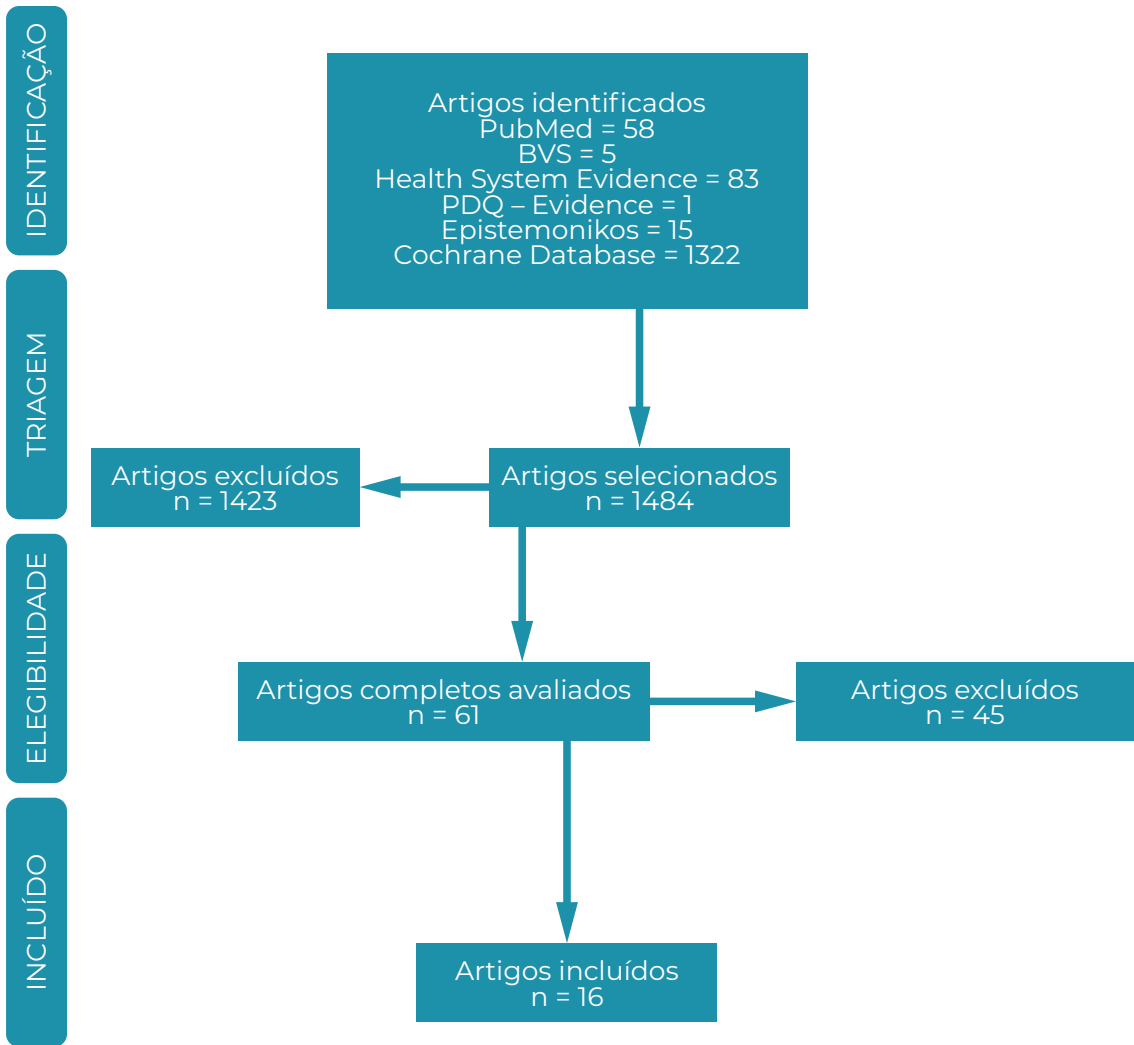 IDENTIFICAÇÃO
Artigos identificados
PubMed = 58
BVS = 5
Health System Evidence = 83
PDQ – Evidence = 1
Epistemonikos = 15
Cochrane Database = 1322
TRIAGEM
Artigos excluídos
n = 1423
Artigos selecionados
n = 1484
ELEGIBILIDADE
Artigos completos avaliados
n = 61
Artigos excluídos
n = 45
INCLUÍDO
Artigos incluídos
n = 16